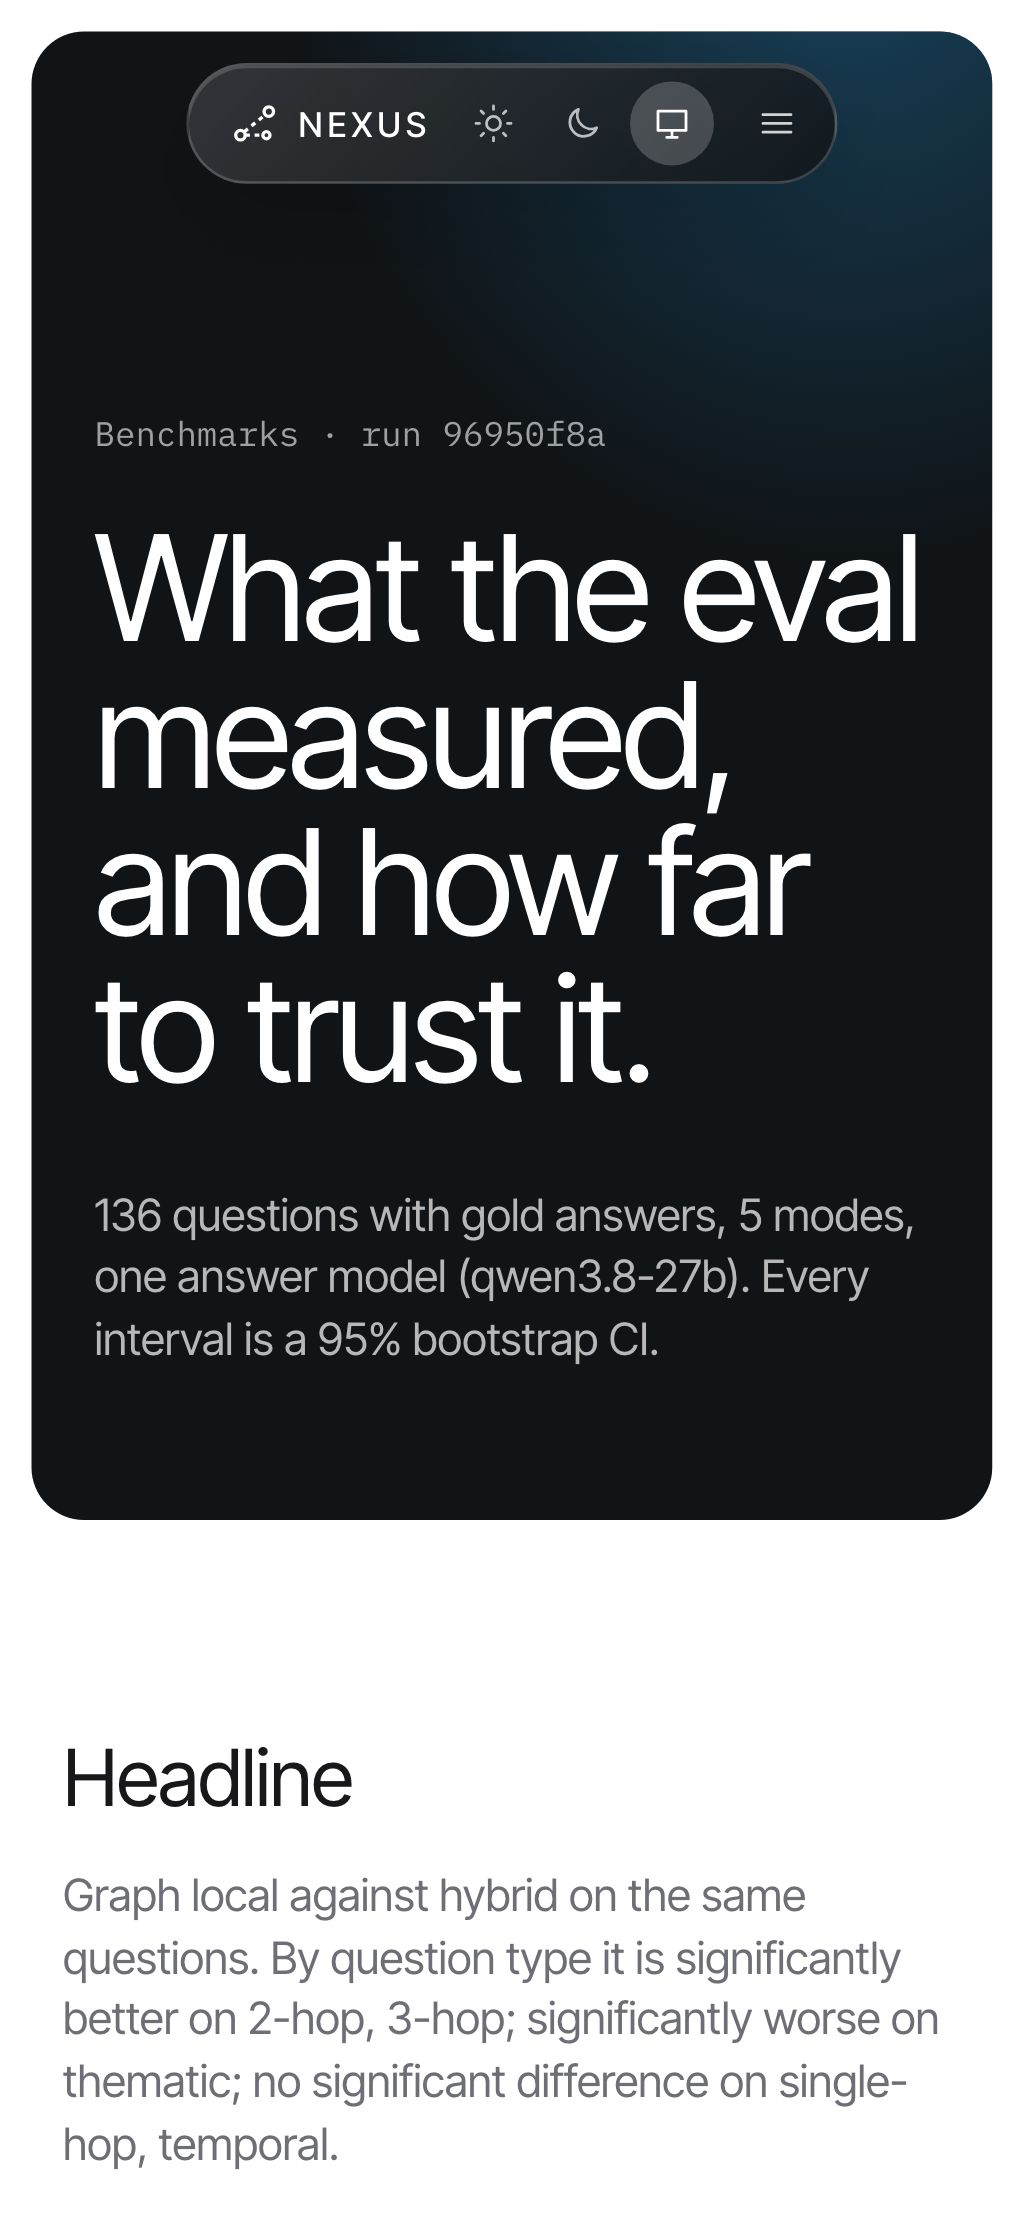 NEXUS
Benchmarks · run 96950f8a
What the eval
measured,
and how far
to trust it.
136 questions with gold answers, 5 modes,
one answer model (qwen3.8-27b). Every
interval is a 95% bootstrap CI.
Headline
Graph local against hybrid on the same
questions. By question type it is significantly
better on 2-hop, 3-hop; significantly worse on
thematic; no significant difference on single-
hop, temporal.